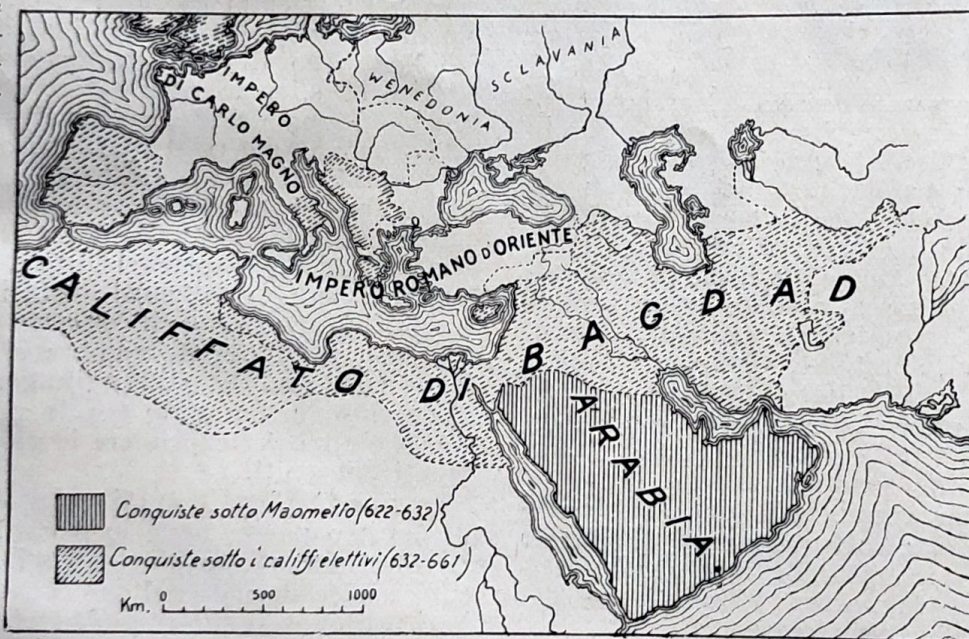 SCLAVANIA
WENEDONIA
IMPERO
DI CARLO MAGNO
IMPERO ROMANO D'ORIENTE
CALIFFATO DI BAGDAD
ARABIA
Conquiste sotto Maometto (622-632)
Conquiste sotto i califfi elettivi (632-661)
Km. 0 500 1000